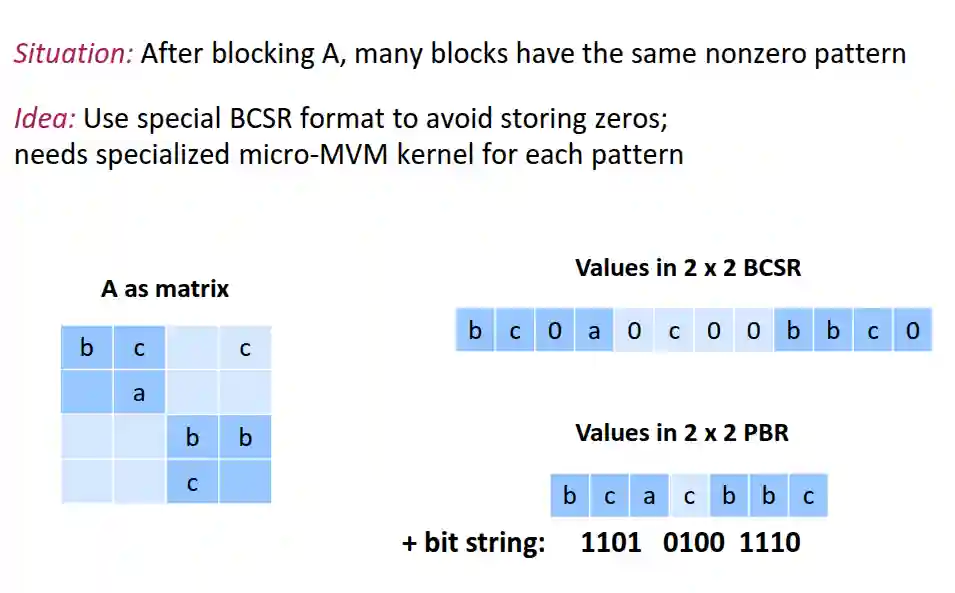 Situation: After blocking A, many blocks have the same nonzero pattern
Idea: Use special BCSR format to avoid storing zeros;
needs specialized micro-MVM kernel for each pattern
A as matrix
b c c
a
b b
c
Values in 2 x 2 BCSR
b c 0 a 0 c 0 0 b b c 0
Values in 2 x 2 PBR
b c a c b b c
+ bit string: 1101 0100 1110